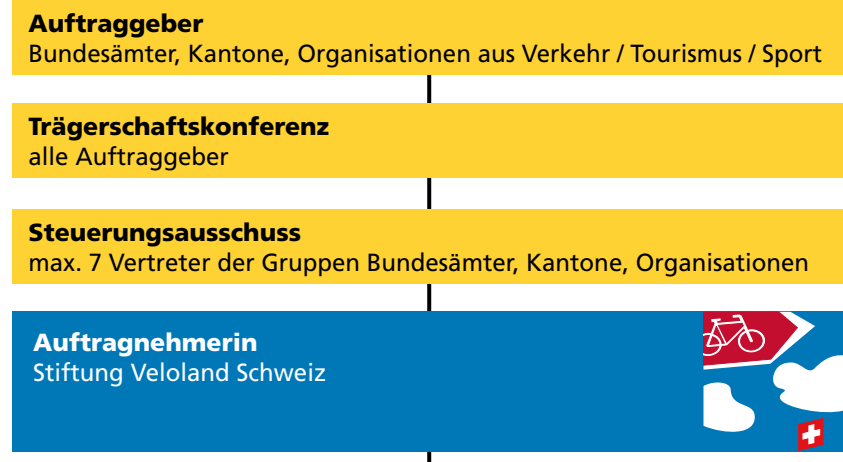 Auftraggeber
Bundesämter, Kantone, Organisationen aus Verkehr / Tourismus / Sport
Trägerschaftskonferenz
alle Auftraggeber
Steuerungsausschuss
max. 7 Vertreter der Gruppen Bundesämter, Kantone, Organisationen
Auftragnehmerin
Stiftung Veloland Schweiz